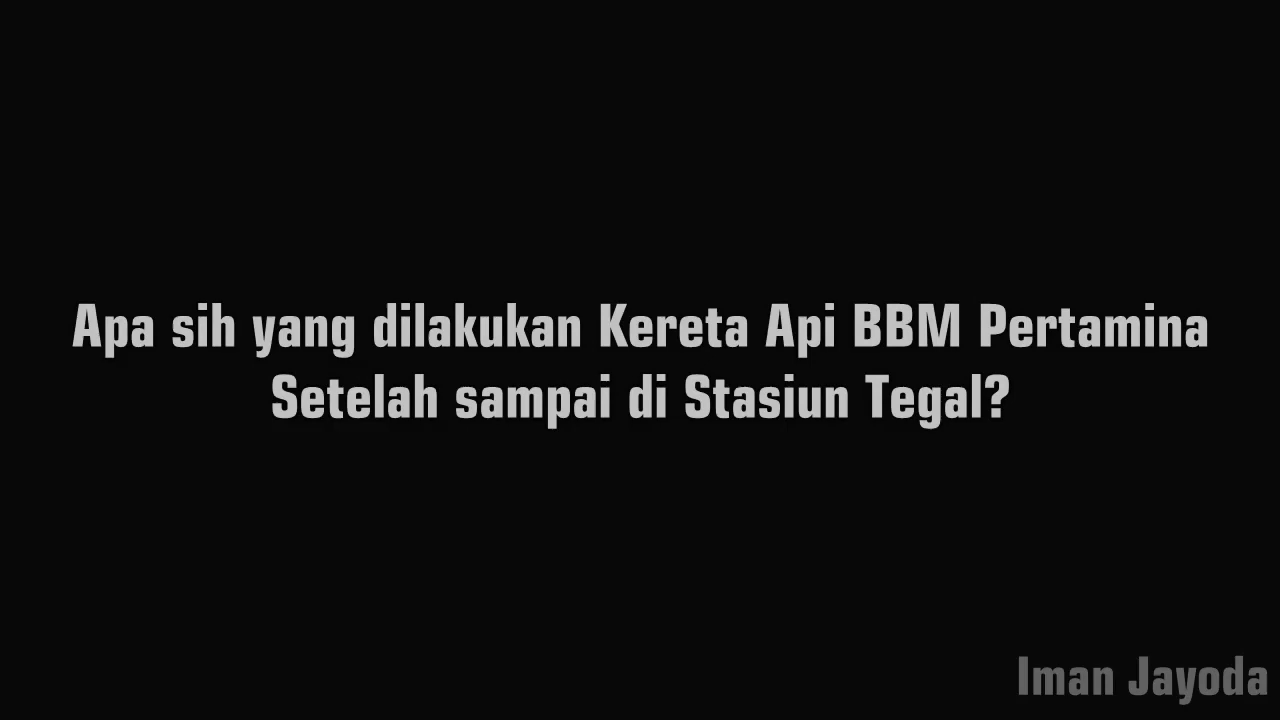 Apa sih yang dilakukan Kereta Api BBM Pertamina
Setelah sampai di Stasiun Tegal?
Iman Jayoda